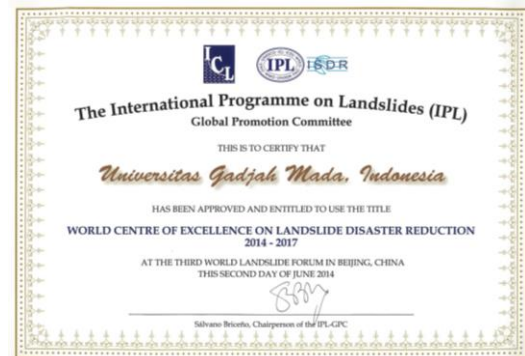 ICL IPL ISDR
The International Programme on Landslides (IPL)
Global Promotion Committee
THIS IS TO CERTIFY THAT
Universitas Gadjah Mada, Indonesia
HAS BEEN APPROVED AND ENTITLED TO USE THE TITLE
WORLD CENTRE OF EXCELLENCE ON LANDSLIDE DISASTER REDUCTION
2014 - 2017
AT THE THIRD WORLD LANDSLIDE FORUM IN BEIJING, CHINA
THIS SECOND DAY OF JUNE 2014
Sálvano Briceño, Chairperson of the IPL-GPC